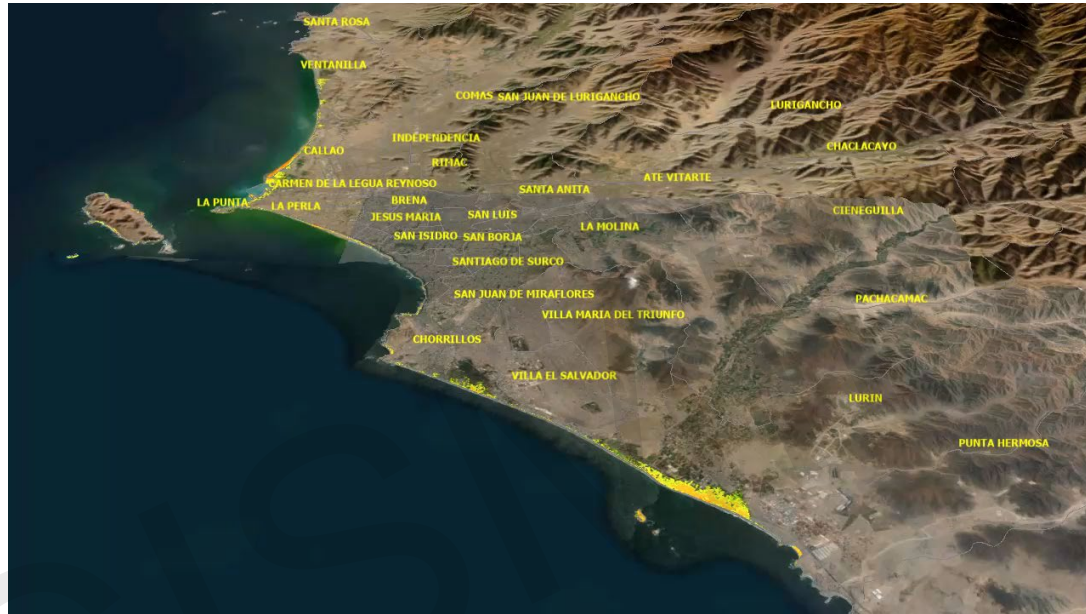 SANTA ROSA
VENTANILLA
COMAS SAN JUAN DE LURIGANCHO
LURIGANCHO
INDEPENDENCIA
CHACLACAYO
CALLAO
RIMAC
ATE VITARTE
CARMEN DE LA LEGUA REYNOSO
SANTA ANITA
BRENA
LA PUNTA
LA PERLA
CIENEGUILLA
JESUS MARIA
SAN LUIS
LA MOLINA
SAN ISIDRO
SAN BORJA
SANTIAGO DE SURCO
SAN JUAN DE MIRAFLORES
PACHACAMAC
VILLA MARIA DEL TRIUNFO
CHORRILLOS
VILLA EL SALVADOR
LURIN
PUNTA HERMOSA